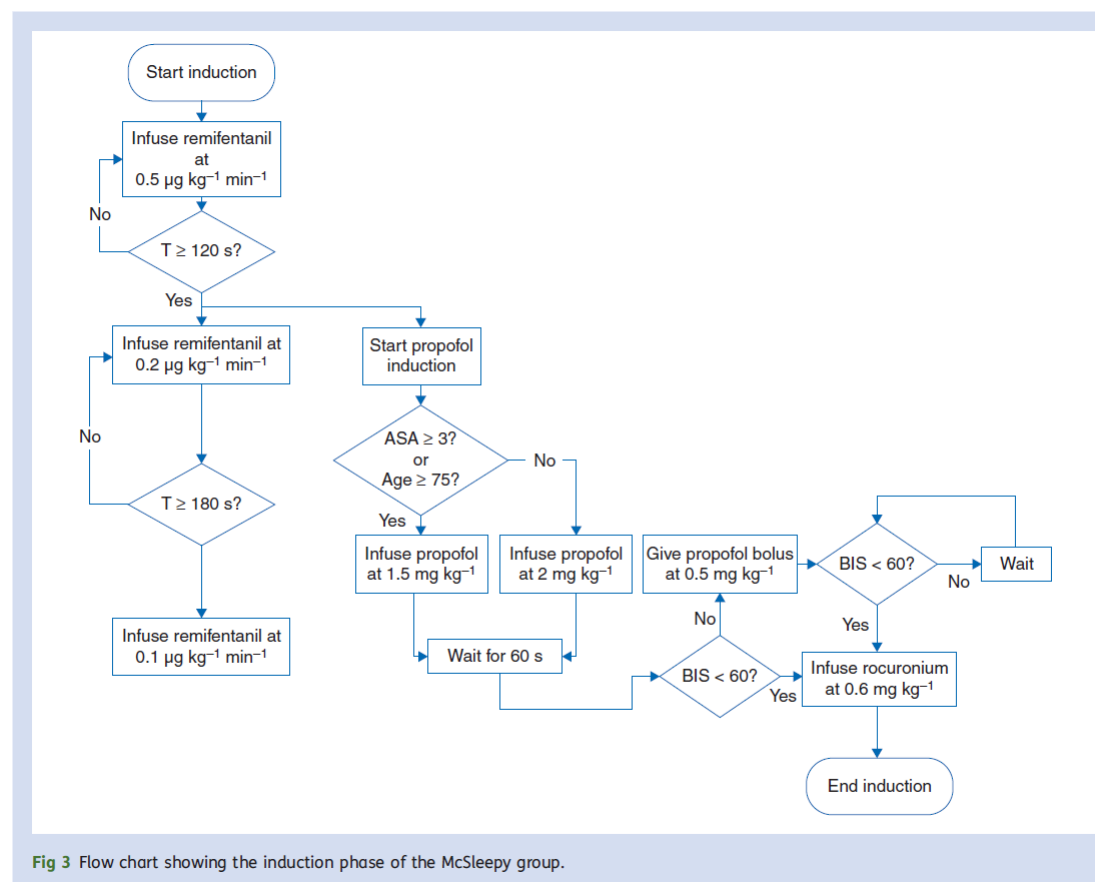 Start induction
Infuse remifentanil
at
0.5 µg kg⁻¹ min⁻¹
No
T ≥ 120 s?
Yes
Infuse remifentanil at
0.2 µg kg⁻¹ min⁻¹
No
T ≥ 180 s?
Infuse remifentanil at
0.1 µg kg⁻¹ min⁻¹
Start propofol
induction
ASA ≥ 3?
or
Age ≥ 75?
No
Yes
Infuse propofol
at 1.5 mg kg⁻¹
Infuse propofol
at 2 mg kg⁻¹
Wait for 60 s
BIS < 60?
No
Yes
Give propofol bolus
at 0.5 mg kg⁻¹
BIS < 60?
No
Wait
Yes
Infuse rocuronium
at 0.6 mg kg⁻¹
End induction
Fig 3 Flow chart showing the induction phase of the McSleepy group.